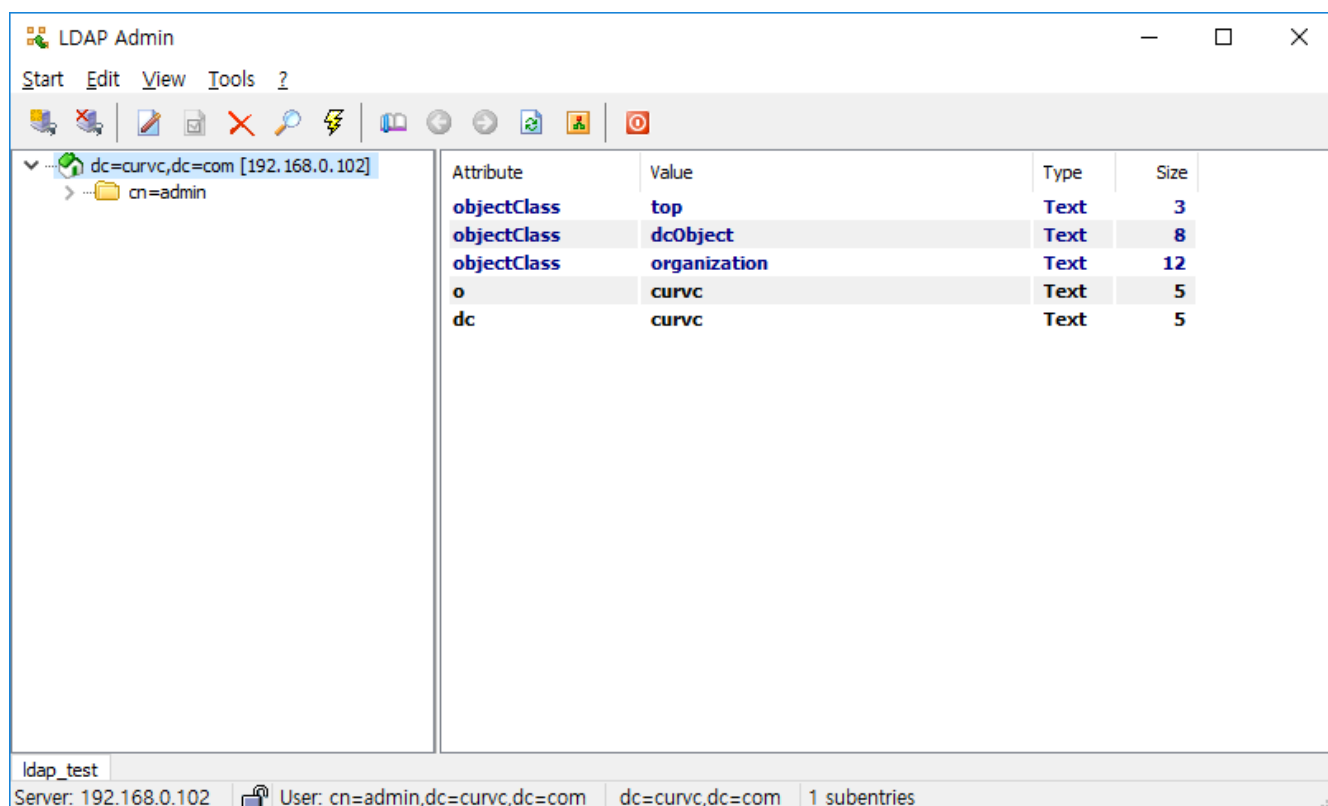 LDAP Admin
Start Edit View Tools ?
dc=curvc,dc=com [192.168.0.102]
cn=admin
Attribute Value Type Size
objectClass top Text 3
objectClass dcObject Text 8
objectClass organization Text 12
o curvc Text 5
dc curvc Text 5
ldap_test
Server: 192.168.0.102 User: cn=admin,dc=curvc,dc=com dc=curvc,dc=com 1 subentries